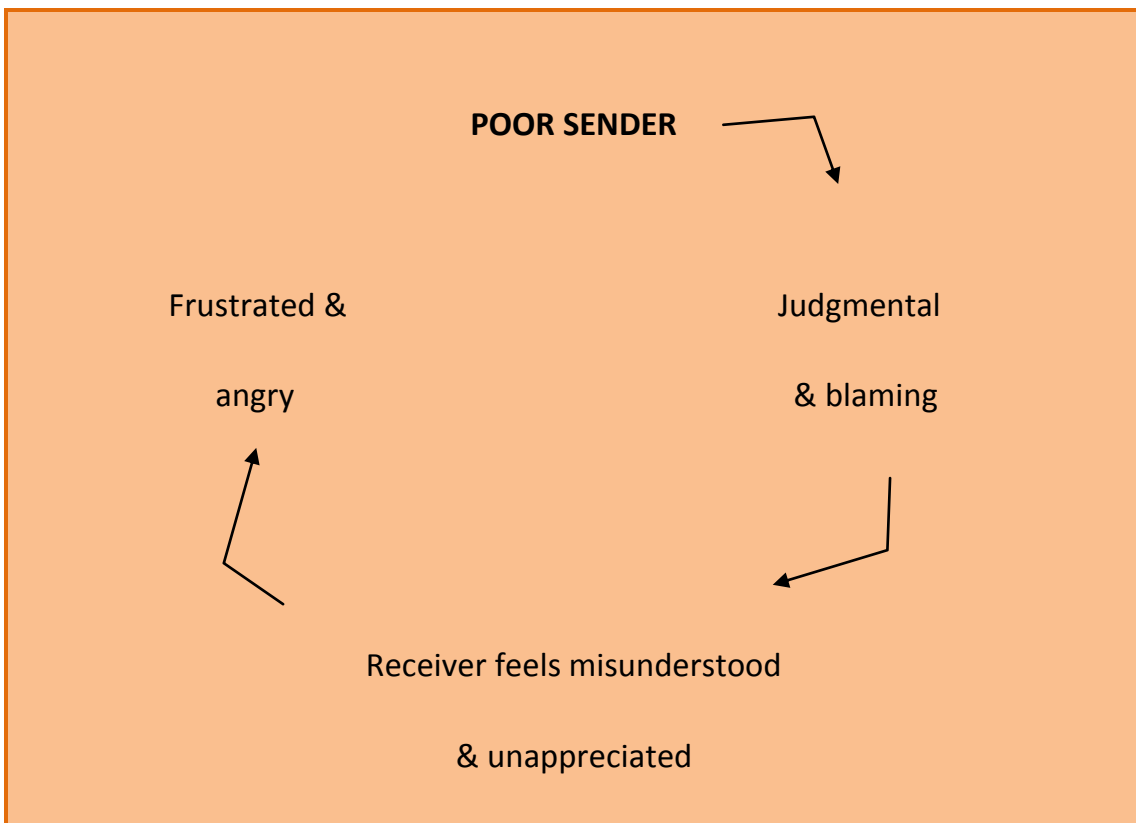 POOR SENDER
Frustrated &
angry
Judgmental
& blaming
Receiver feels misunderstood
& unappreciated